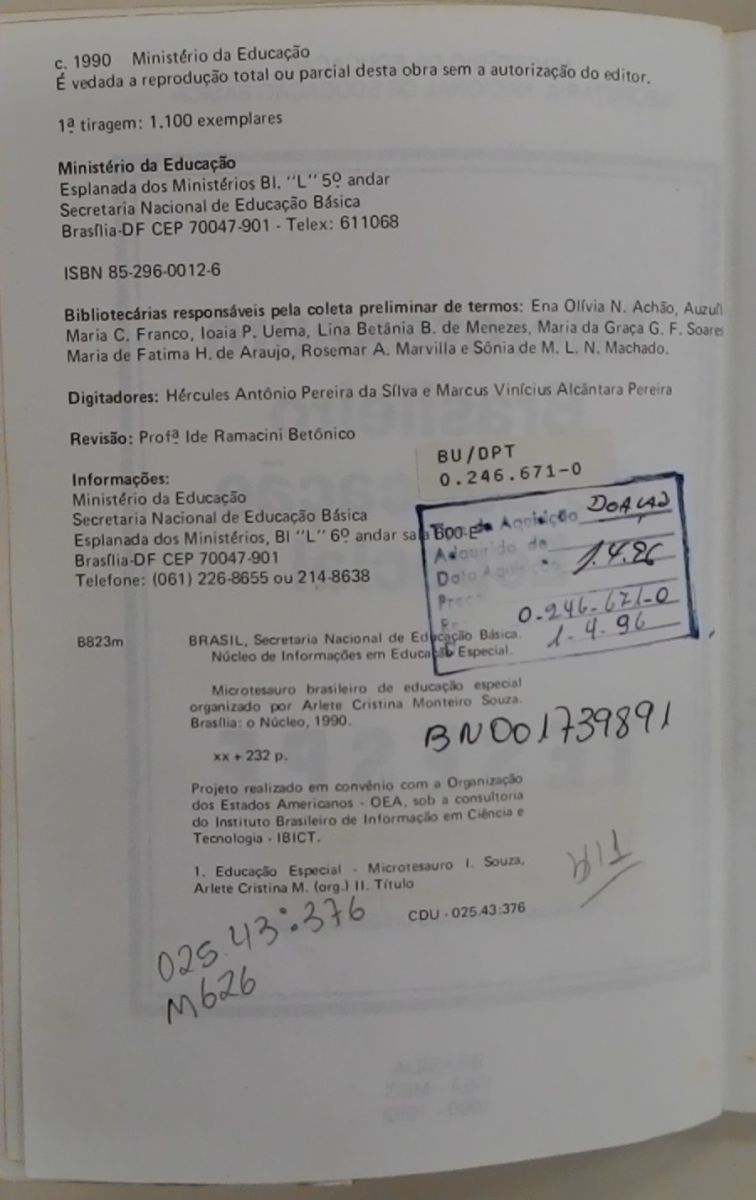 c. 1990 Ministério da Educação
É vedada a reprodução total ou parcial desta obra sem a autorização do editor.
1ª tiragem: 1.100 exemplares
Ministério da Educação
Esplanada dos Ministérios Bl. "L" 5º andar
Secretaria Nacional de Educação Básica
Brasília-DF CEP 70047-901 - Telex: 611068
ISBN 85-296-0012-6
Bibliotecárias responsáveis pela coleta preliminar de termos: Ena Olívia N. Achão,
Maria C. Franco, Ioaia P. Uema, Lina Betânia B. de Menezes, Maria da Graça G. F. Soares
Maria de Fatima H. de Araujo, Rosemar A. Marvilla e Sônia de M. L. N. Machado.
Digitadores: Hércules Antônio Pereira da Silva e Marcus Vinícius Alcântara Pereira
Revisão: Profª Ide Ramacini Betônico
BU/DPT
0.246.671-0
Informações:
Ministério da Educação
Secretaria Nacional de Educação Básica
Esplanada dos Ministérios, Bl "L" 6º andar
Brasília-DF CEP 70047-901
Telefone: (061) 226-8655 ou 214-8638
Aquisição
Adquirido de
Data 1.4.96
0-246-671-0
1-4-96
B823m
BRASIL, Secretaria Nacional de Educação Básica.
Núcleo de Informações em Educação Especial.
Microtesauro brasileiro de educação especial
organizado por Arlete Cristina Monteiro Souza.
Brasília: o Núcleo, 1990.
BND01739891
xx + 232 p.
Projeto realizado em convênio com a Organização
dos Estados Americanos - OEA, sob a consultoria
do Instituto Brasileiro de Informação em Ciência e
Tecnologia - IBICT.
1. Educação Especial - Microtesauro I. Souza,
Arlete Cristina M. (org.) II. Título
CDU - 025.43:376
025.43:376
M626